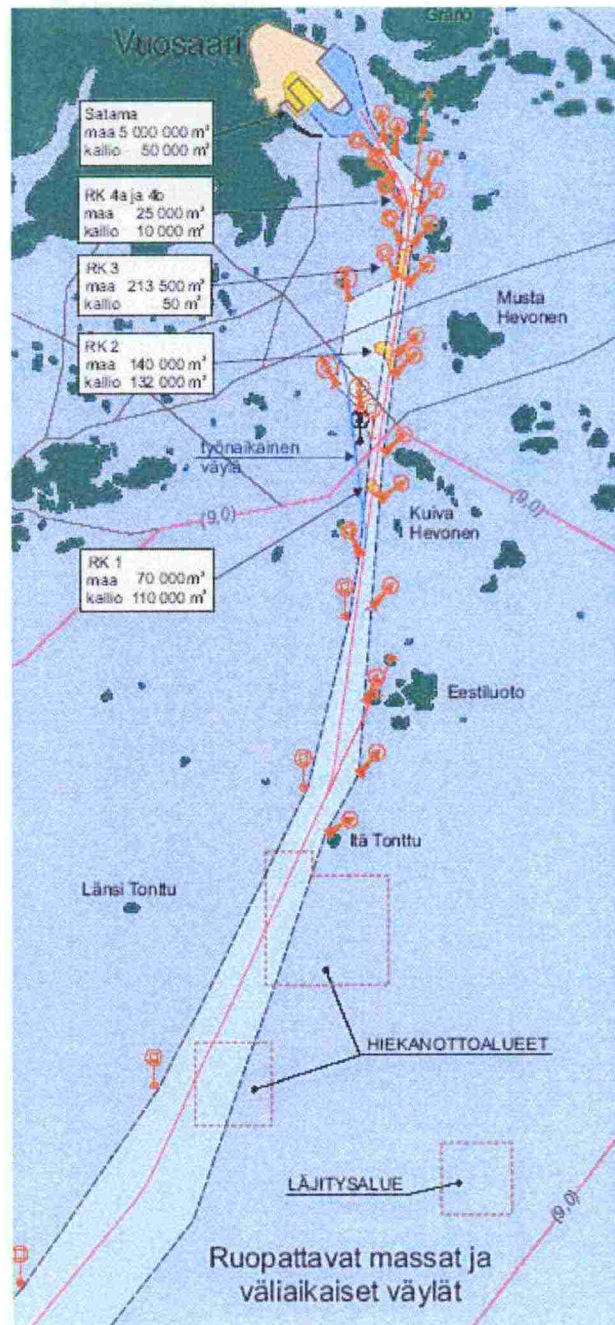 Granö
Vuosaari
Satama
maa 5 000 000 m³
kallio 50 000 m³
RK 4a ja 4b
maa 25 000 m³
kallio 10 000 m³
RK 3
maa 213 500 m³
kallio 50 m³
Musta
Hevonen
RK 2
maa 140 000 m³
kallio 132 000 m³
työnaikainen
väylä
(9,0)
(9,0)
Kuiva
Hevonen
RK 1
maa 70 000 m³
kallio 110 000 m³
Eestiluoto
Itä Tonttu
Länsi Tonttu
HIEKANOTTOALUEET
LÄJITYSALUE
(9,0)
Ruopattavat massat ja
väliaikaiset väylät